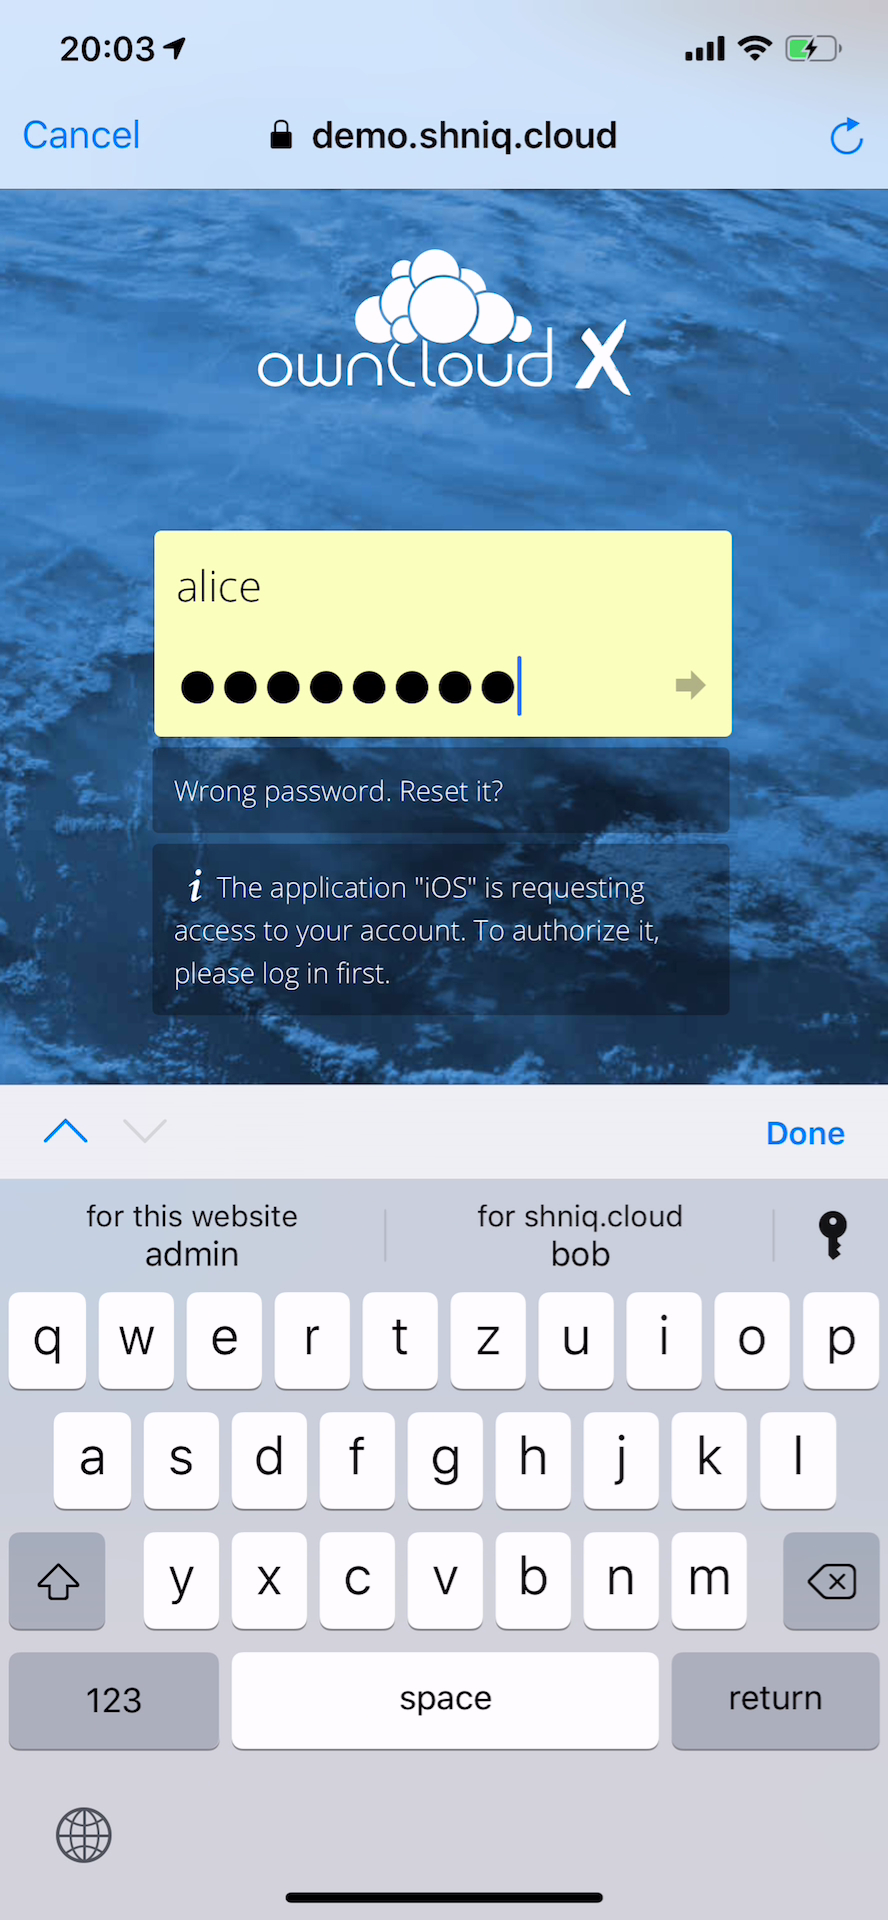 20:03
Cancel
demo.shniq.cloud
ownCloud X
alice
Wrong password. Reset it?
i The application "iOS" is requesting
access to your account. To authorize it,
please log in first.
Done
for this website
admin
for shniq.cloud
bob
q w e r t z u i o p
a s d f g h j k l
y x c v b n m
123 space return